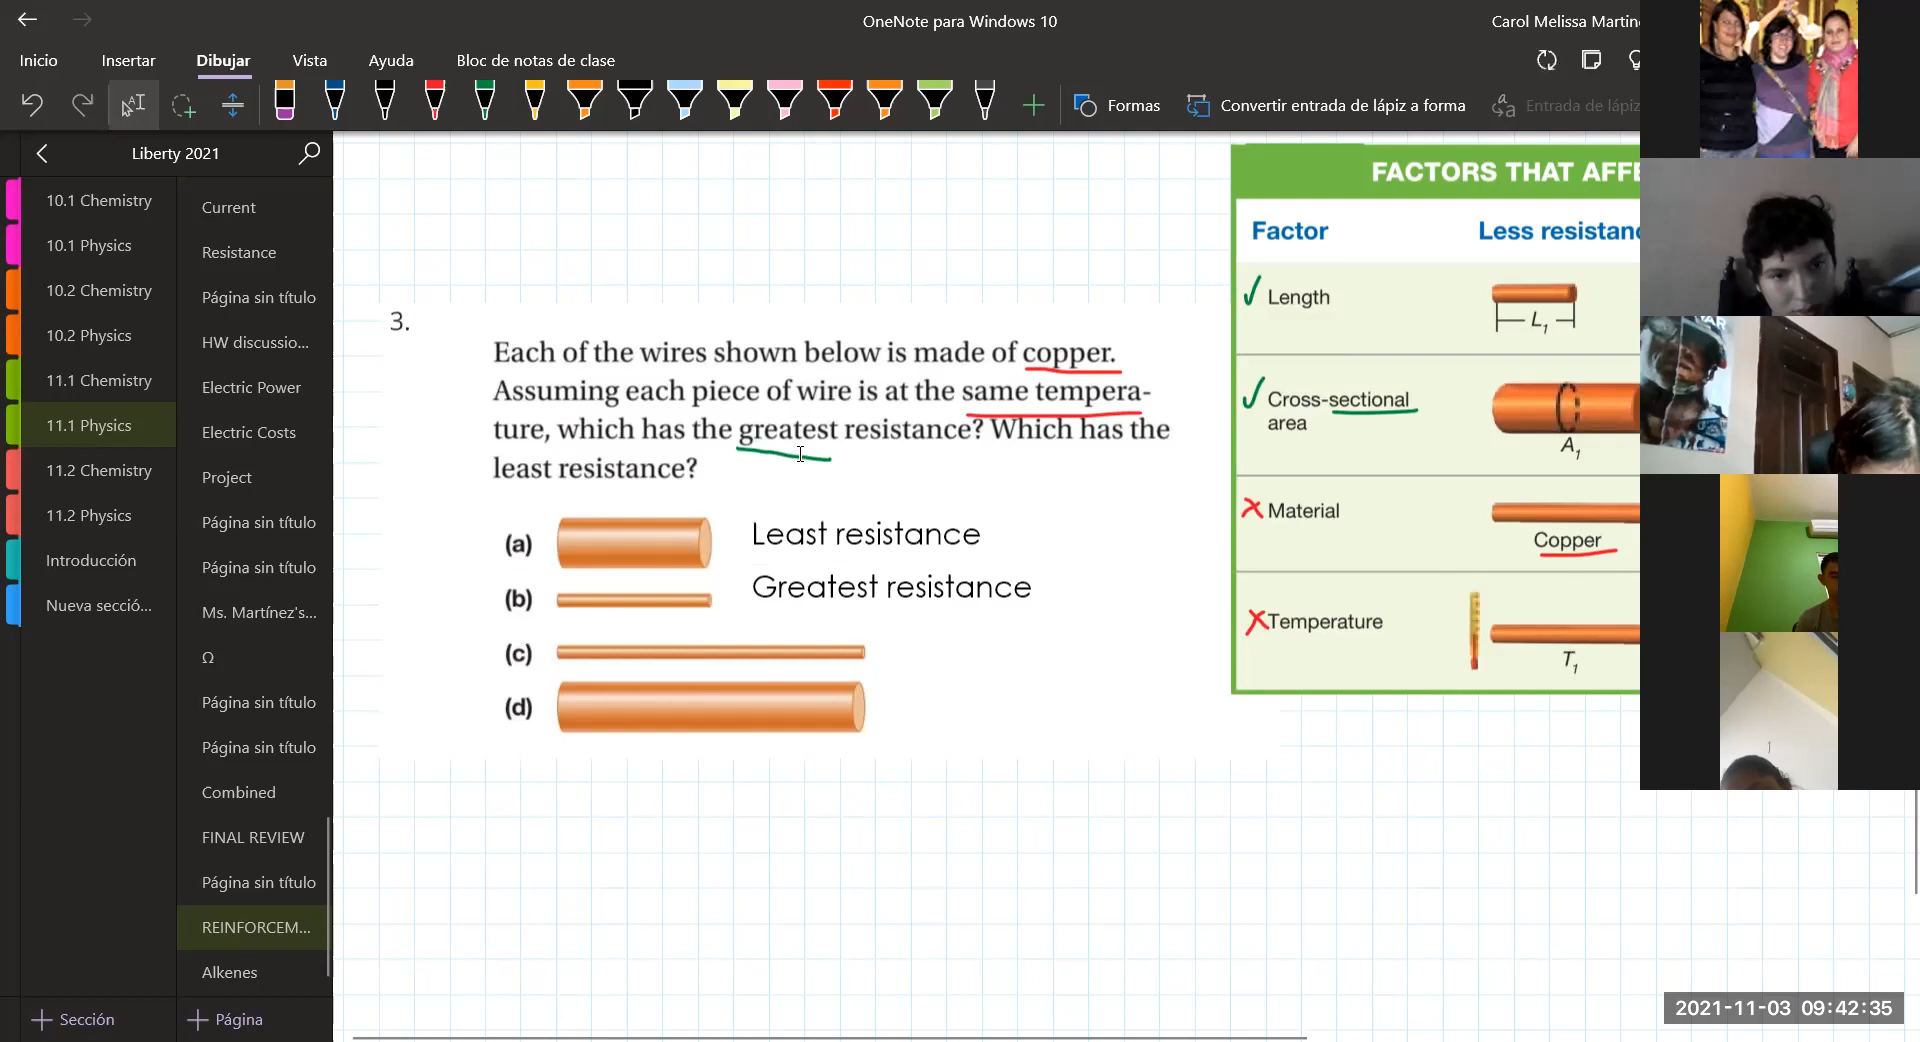 OneNote para Windows 10
Carol Melissa
Inicio
Insertar
Dibujar
Vista
Ayuda
Bloc de notas de clase
Formas
Convertir entrada de lápiz a forma
Entrada de lápiz
Liberty 2021
10.1 Chemistry
10.1 Physics
10.2 Chemistry
10.2 Physics
11.1 Chemistry
11.1 Physics
11.2 Chemistry
11.2 Physics
Introducción
Nueva secció...
Sección
Current
Resistance
Página sin título
HW discussio...
Electric Power
Electric Costs
Project
Página sin título
Página sin título
Ms. Martínez's...
Ω
Página sin título
Página sin título
Combined
FINAL REVIEW
Página sin título
REINFORCEM...
Alkenes
Página
3.
Each of the wires shown below is made of copper.
Assuming each piece of wire is at the same tempera-
ture, which has the greatest resistance? Which has the
least resistance?
(a) Least resistance
(b) Greatest resistance
(c)
(d)
FACTORS THAT AFFE
Factor Less resistanc
Length
L1
Cross-sectional
area
A1
Material
Copper
Temperature
T1
2021-11-03 09:42:35